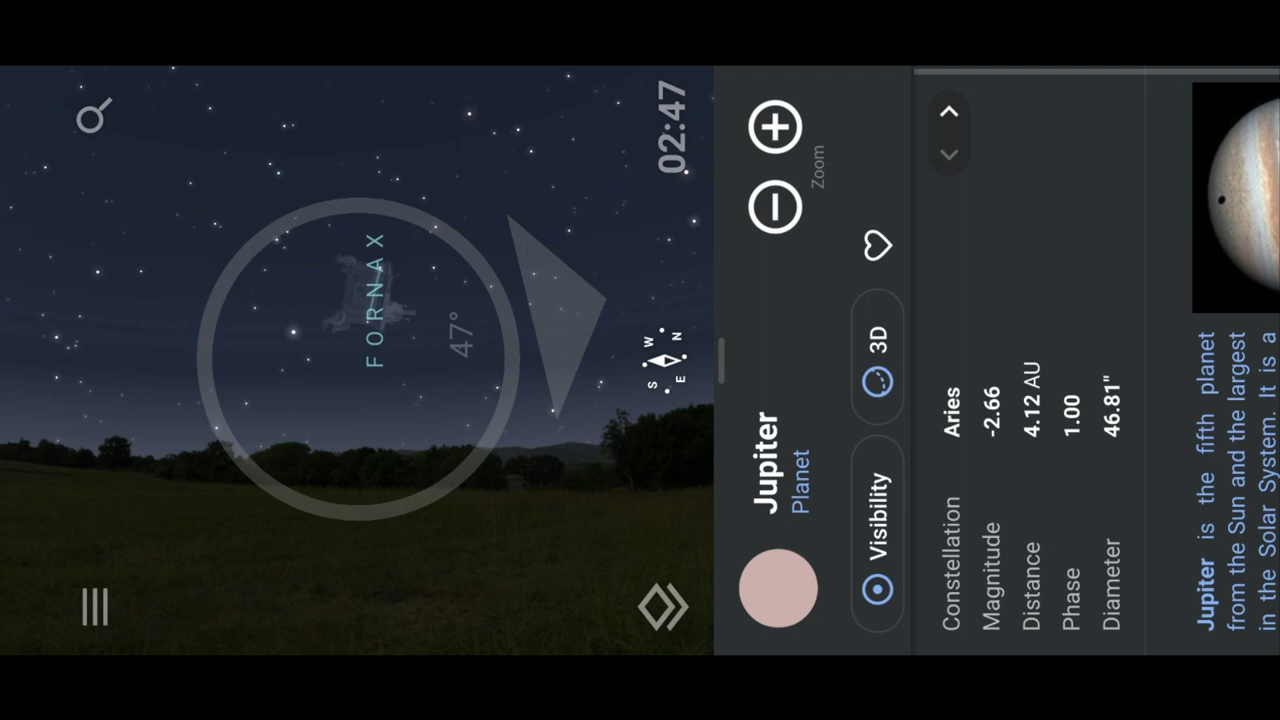 FORNAX
47°
02:47
W
N
S
E
Jupiter
Planet
Zoom
Visibility
3D
Constellation Aries
Magnitude -2.66
Distance 4.12 AU
Phase 1.00
Diameter 46.81"
Jupiter is the fifth planet
from the Sun and the largest
in the Solar System. It is a